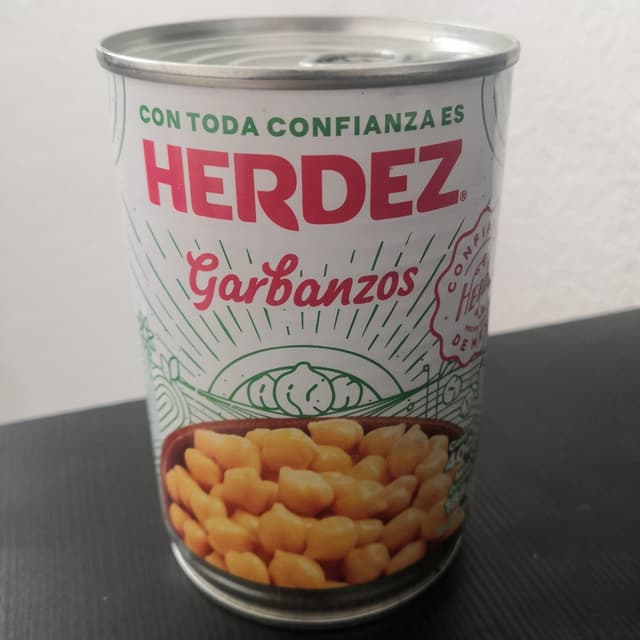 CON TODA CONFIANZA ES
HERDEZ®
Garbanzos